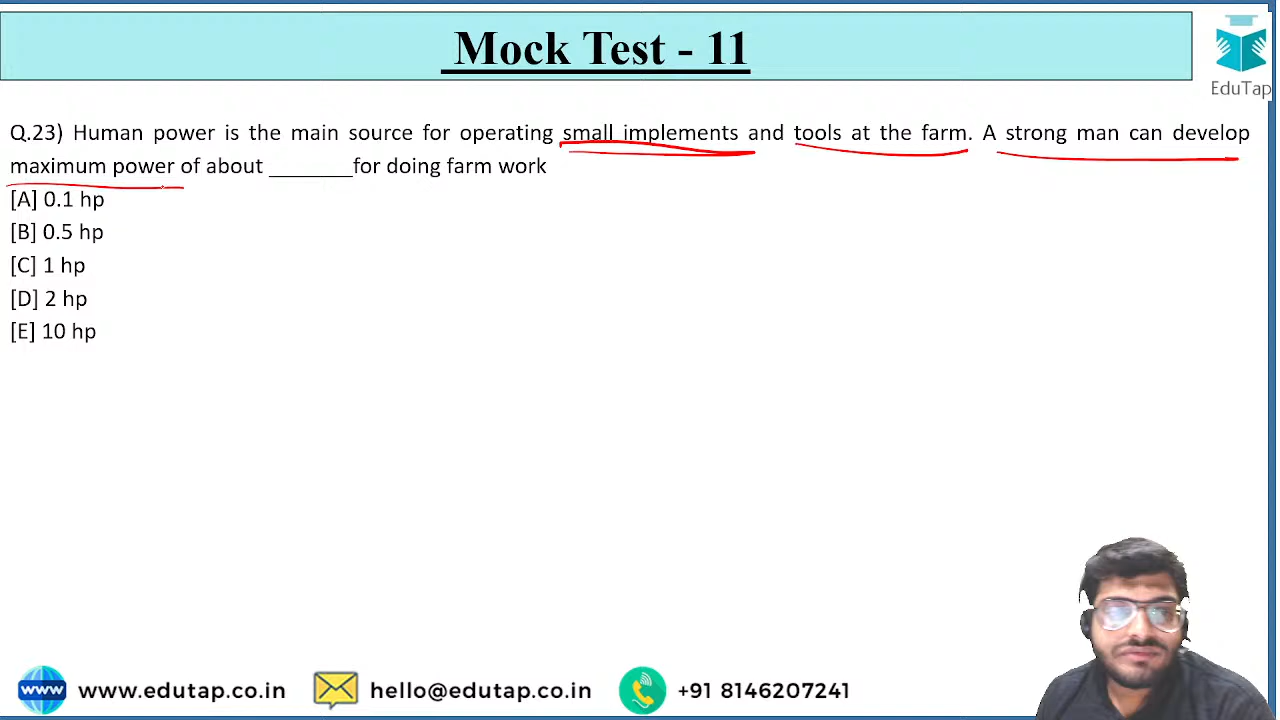 Mock Test - 11
EduTap
Q.23) Human power is the main source for operating small implements and tools at the farm. A strong man can develop
maximum power of about ________for doing farm work
[A] 0.1 hp
[B] 0.5 hp
[C] 1 hp
[D] 2 hp
[E] 10 hp
www www.edutap.co.in hello@edutap.co.in +91 8146207241